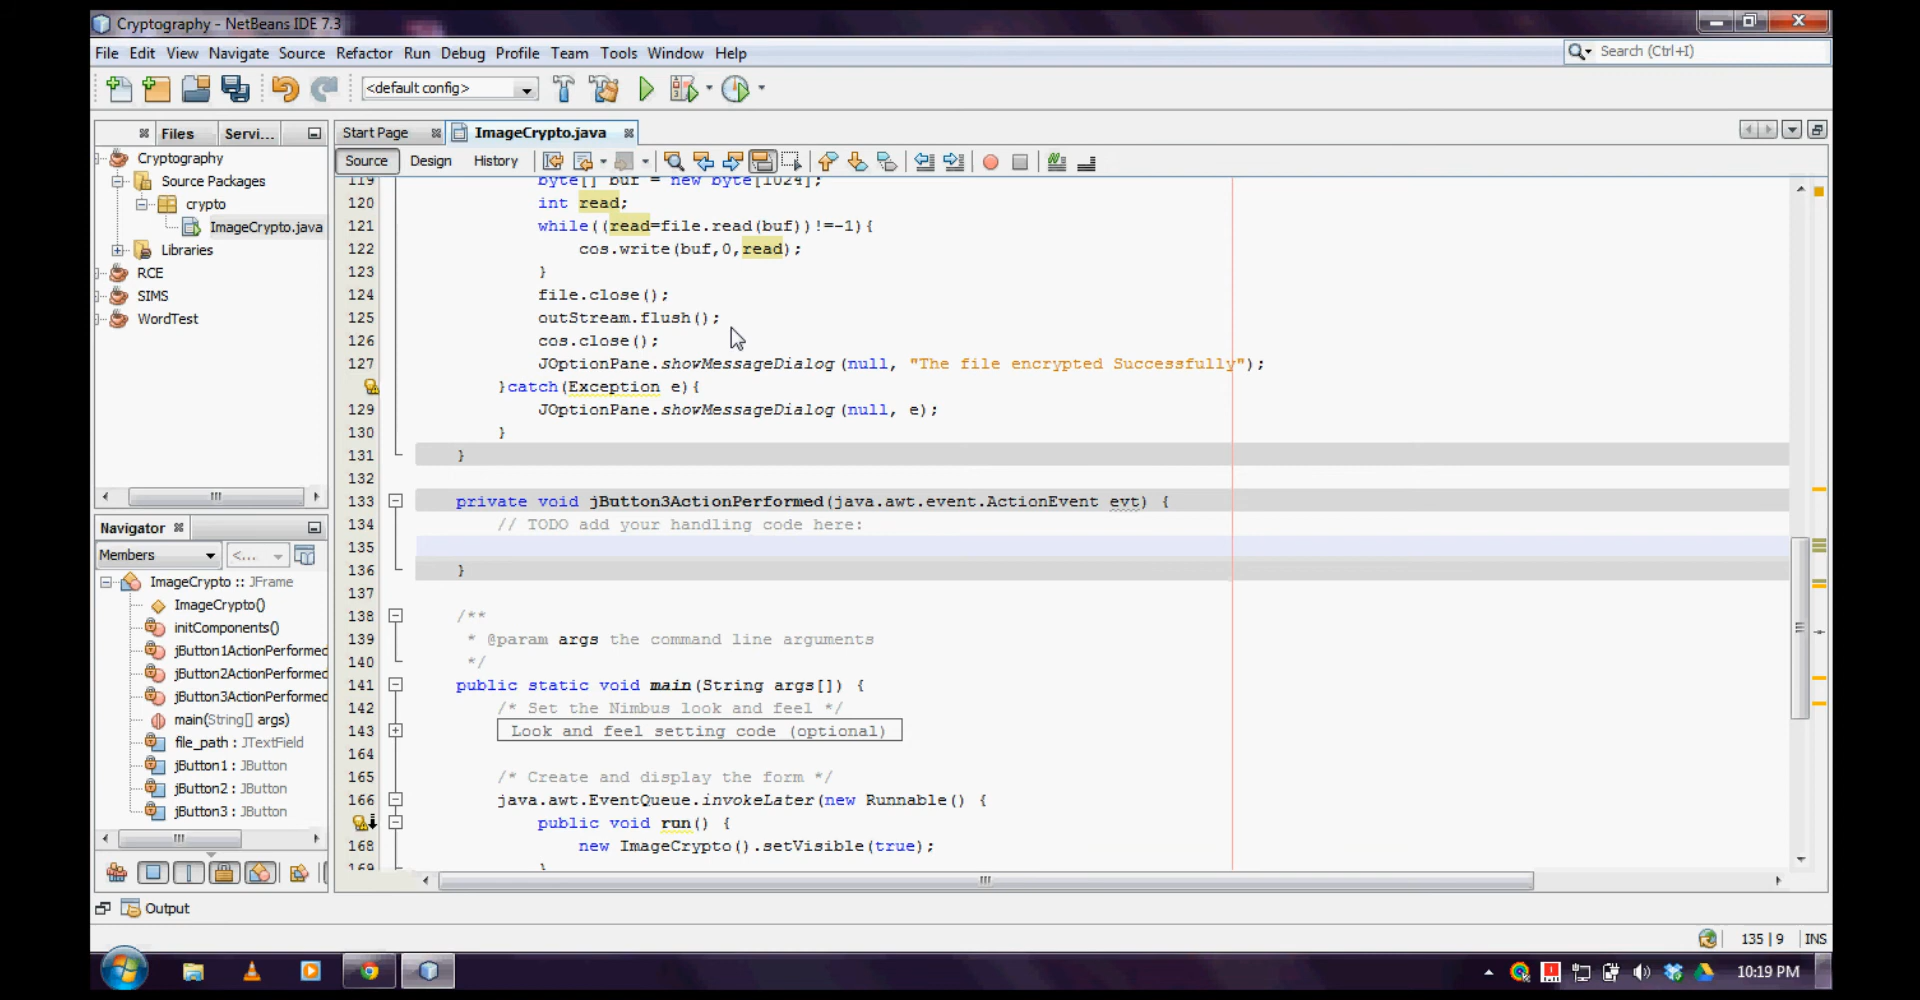 Cryptography - NetBeans IDE 7.3
File Edit View Navigate Source Refactor Run Debug Profile Team Tools Window Help
Search (Ctrl+I)
<default config>
Files Servi...
Cryptography
Source Packages
crypto
ImageCrypto.java
Libraries
RCE
SIMS
WordTest
Navigator
Members
<...
ImageCrypto :: JFrame
ImageCrypto()
initComponents()
jButton1ActionPerformed
jButton2ActionPerformed
jButton3ActionPerformed
main(String[] args)
file_path : JTextField
jButton1 : JButton
jButton2 : JButton
jButton3 : JButton
Start Page ImageCrypto.java
Source Design History
119 byte[] buf = new byte[1024];
120 int read;
121 while((read=file.read(buf))!=-1){
122 cos.write(buf,0,read);
123 }
124 file.close();
125 outStream.flush();
126 cos.close();
127 JOptionPane.showMessageDialog(null, "The file encrypted Successfully");
}catch(Exception e){
129 JOptionPane.showMessageDialog(null, e);
130 }
131 }
132
133 private void jButton3ActionPerformed(java.awt.event.ActionEvent evt) {
134 // TODO add your handling code here:
135
136 }
137
138 /**
139 * @param args the command line arguments
140 */
141 public static void main(String args[]) {
142 /* Set the Nimbus look and feel */
143 Look and feel setting code (optional)
164
165 /* Create and display the form */
166 java.awt.EventQueue.invokeLater(new Runnable() {
public void run() {
168 new ImageCrypto().setVisible(true);
169 }
Output
135 | 9 INS
10:19 PM